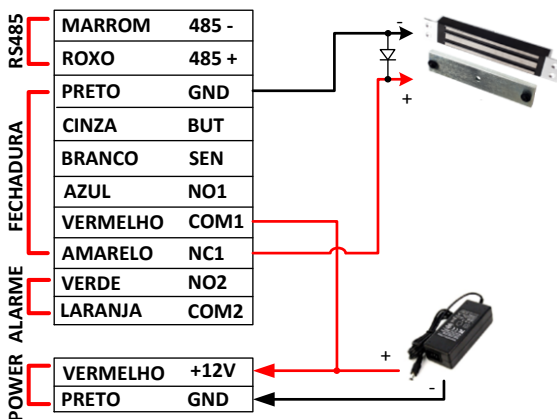 RS485
MARROM 485 -
ROXO 485 +
FECHADURA
PRETO GND
CINZA BUT
BRANCO SEN
AZUL NO1
VERMELHO COM1
AMARELO NC1
ALARME
VERDE NO2
LARANJA COM2
POWER
VERMELHO +12V
PRETO GND
-
+
+
-